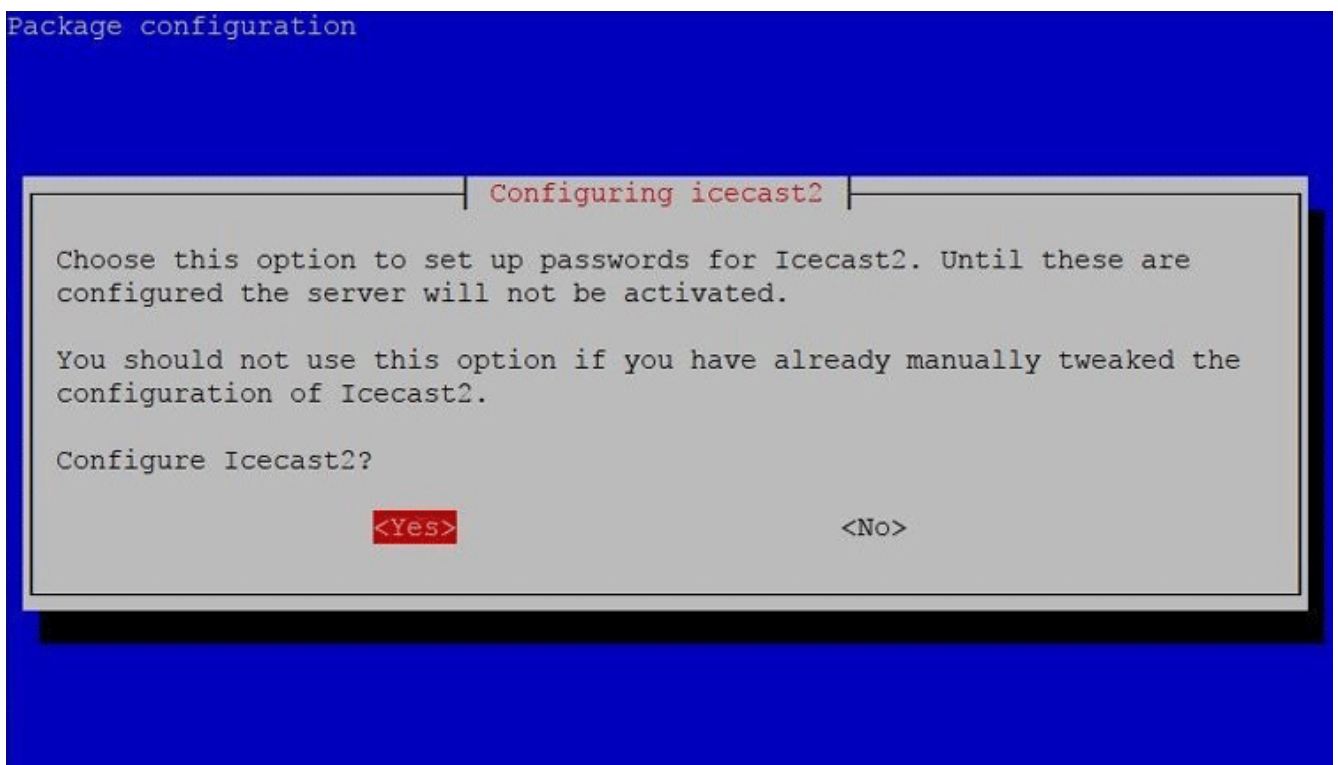 Package configuration
Configuring icecast2
Choose this option to set up passwords for Icecast2. Until these are
configured the server will not be activated.
You should not use this option if you have already manually tweaked the
configuration of Icecast2.
Configure Icecast2?
<Yes> <No>